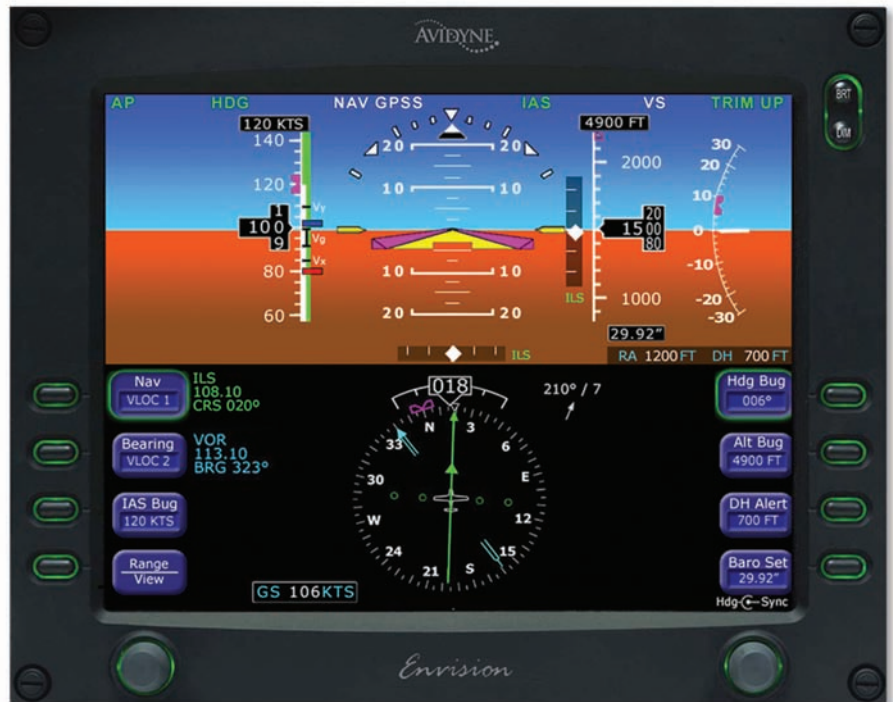 AVIDYNE
BRT
DIM
AP HDG NAV GPSS IAS VS TRIM UP
120 KTS
140
120
1
100
9
80
60
Vy
Vg
Vx
20 20
10 10
10 10
20 20
4900 FT
2000
20
1500
80
1000
ILS
29.92"
30
20
10
0
-10
-20
-30
RA 1200 FT DH 700 FT
ILS
Nav
VLOC 1
ILS
108.10
CRS 020°
Bearing
VLOC 2
VOR
113.10
BRG 323°
IAS Bug
120 KTS
Range
View
GS 106KTS
018
210° / 7
N
3
6
E
12
15
S
21
24
W
30
33
Hdg Bug
006°
Alt Bug
4900 FT
DH Alert
700 FT
Baro Set
29.92"
Hdg Sync
Envision